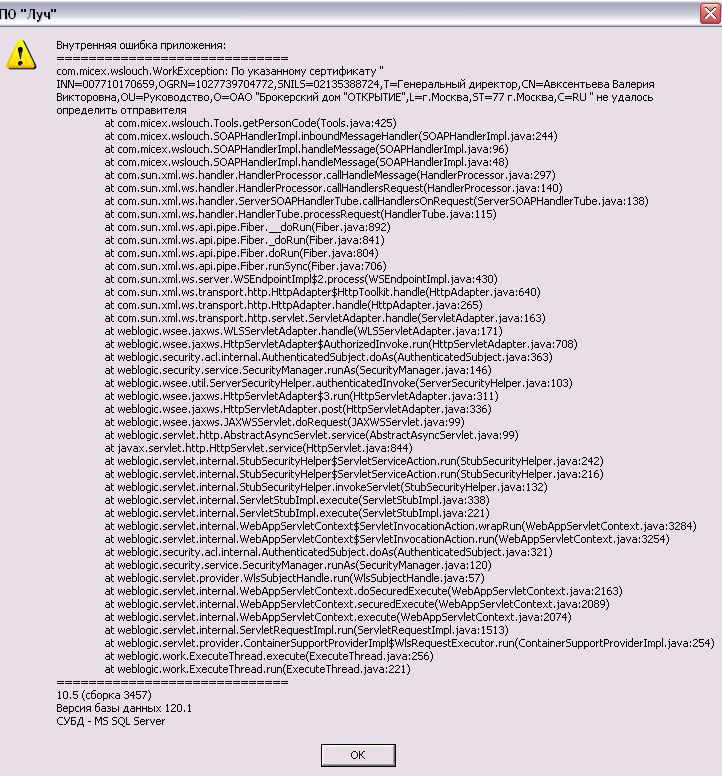 ПО "Луч"
Внутренняя ошибка приложения:
=============================
com.micex.wslouch.WorkException: По указанному сертификату "
INN=007710170659,OGRN=1027739704772,SNILS=02135388724,T=Генеральный директор,CN=Авксентьева Валерия
Викторовна,OU=Руководство,O=ОАО "Брокерский дом "ОТКРЫТИЕ",L=г.Москва,ST=77 г.Москва,C=RU " не удалось
определить отправителя
at com.micex.wslouch.Tools.getPersonCode(Tools.java:425)
at com.micex.wslouch.SOAPHandlerImpl.inboundMessageHandler(SOAPHandlerImpl.java:244)
at com.micex.wslouch.SOAPHandlerImpl.handleMessage(SOAPHandlerImpl.java:96)
at com.micex.wslouch.SOAPHandlerImpl.handleMessage(SOAPHandlerImpl.java:48)
at com.sun.xml.ws.handler.HandlerProcessor.callHandleMessage(HandlerProcessor.java:297)
at com.sun.xml.ws.handler.HandlerProcessor.callHandlersRequest(HandlerProcessor.java:140)
at com.sun.xml.ws.handler.ServerSOAPHandlerTube.callHandlersOnRequest(ServerSOAPHandlerTube.java:138)
at com.sun.xml.ws.handler.HandlerTube.processRequest(HandlerTube.java:115)
at com.sun.xml.ws.api.pipe.Fiber.__doRun(Fiber.java:892)
at com.sun.xml.ws.api.pipe.Fiber._doRun(Fiber.java:841)
at com.sun.xml.ws.api.pipe.Fiber.doRun(Fiber.java:804)
at com.sun.xml.ws.api.pipe.Fiber.runSync(Fiber.java:706)
at com.sun.xml.ws.server.WSEndpointImpl$2.process(WSEndpointImpl.java:430)
at com.sun.xml.ws.transport.http.HttpAdapter$HttpToolkit.handle(HttpAdapter.java:640)
at com.sun.xml.ws.transport.http.HttpAdapter.handle(HttpAdapter.java:265)
at com.sun.xml.ws.transport.http.servlet.ServletAdapter.handle(ServletAdapter.java:163)
at weblogic.wsee.jaxws.WLSServletAdapter.handle(WLSServletAdapter.java:171)
at weblogic.wsee.jaxws.HttpServletAdapter$AuthorizedInvoke.run(HttpServletAdapter.java:708)
at weblogic.security.acl.internal.AuthenticatedSubject.doAs(AuthenticatedSubject.java:363)
at weblogic.security.service.SecurityManager.runAs(SecurityManager.java:146)
at weblogic.wsee.util.ServerSecurityHelper.authenticatedInvoke(ServerSecurityHelper.java:103)
at weblogic.wsee.jaxws.HttpServletAdapter$3.run(HttpServletAdapter.java:311)
at weblogic.wsee.jaxws.HttpServletAdapter.post(HttpServletAdapter.java:336)
at weblogic.wsee.jaxws.JAXWSServlet.doRequest(JAXWSServlet.java:99)
at weblogic.servlet.http.AbstractAsyncServlet.service(AbstractAsyncServlet.java:99)
at javax.servlet.http.HttpServlet.service(HttpServlet.java:844)
at weblogic.servlet.internal.StubSecurityHelper$ServletServiceAction.run(StubSecurityHelper.java:242)
at weblogic.servlet.internal.StubSecurityHelper$ServletServiceAction.run(StubSecurityHelper.java:216)
at weblogic.servlet.internal.StubSecurityHelper.invokeServlet(StubSecurityHelper.java:132)
at weblogic.servlet.internal.ServletStubImpl.execute(ServletStubImpl.java:338)
at weblogic.servlet.internal.ServletStubImpl.execute(ServletStubImpl.java:221)
at weblogic.servlet.internal.WebAppServletContext$ServletInvocationAction.wrapRun(WebAppServletContext.java:3284)
at weblogic.servlet.internal.WebAppServletContext$ServletInvocationAction.run(WebAppServletContext.java:3254)
at weblogic.security.acl.internal.AuthenticatedSubject.doAs(AuthenticatedSubject.java:321)
at weblogic.security.service.SecurityManager.runAs(SecurityManager.java:120)
at weblogic.servlet.provider.WlsSubjectHandle.run(WlsSubjectHandle.java:57)
at weblogic.servlet.internal.WebAppServletContext.doSecuredExecute(WebAppServletContext.java:2163)
at weblogic.servlet.internal.WebAppServletContext.securedExecute(WebAppServletContext.java:2089)
at weblogic.servlet.internal.WebAppServletContext.execute(WebAppServletContext.java:2074)
at weblogic.servlet.internal.ServletRequestImpl.run(ServletRequestImpl.java:1513)
at weblogic.servlet.provider.ContainerSupportProviderImpl$WlsRequestExecutor.run(ContainerSupportProviderImpl.java:254)
at weblogic.work.ExecuteThread.execute(ExecuteThread.java:256)
at weblogic.work.ExecuteThread.run(ExecuteThread.java:221)
=============================
10.5 (сборка 3457)
Версия базы данных 120.1
СУБД - MS SQL Server
OK